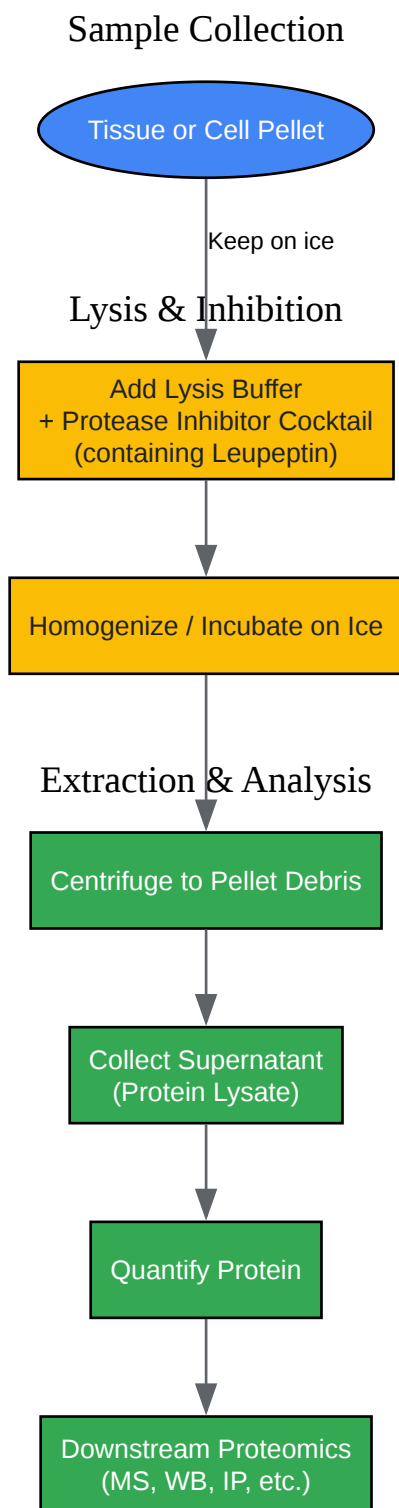 Sample Collection
Tissue or Cell Pellet
Keep on ice
Lysis & Inhibition
Add Lysis Buffer
+ Protease Inhibitor Cocktail
(containing Leupeptin)
Homogenize / Incubate on Ice
Extraction & Analysis
Centrifuge to Pellet Debris
Collect Supernatant
(Protein Lysate)
Quantify Protein
Downstream Proteomics
(MS, WB, IP, etc.)